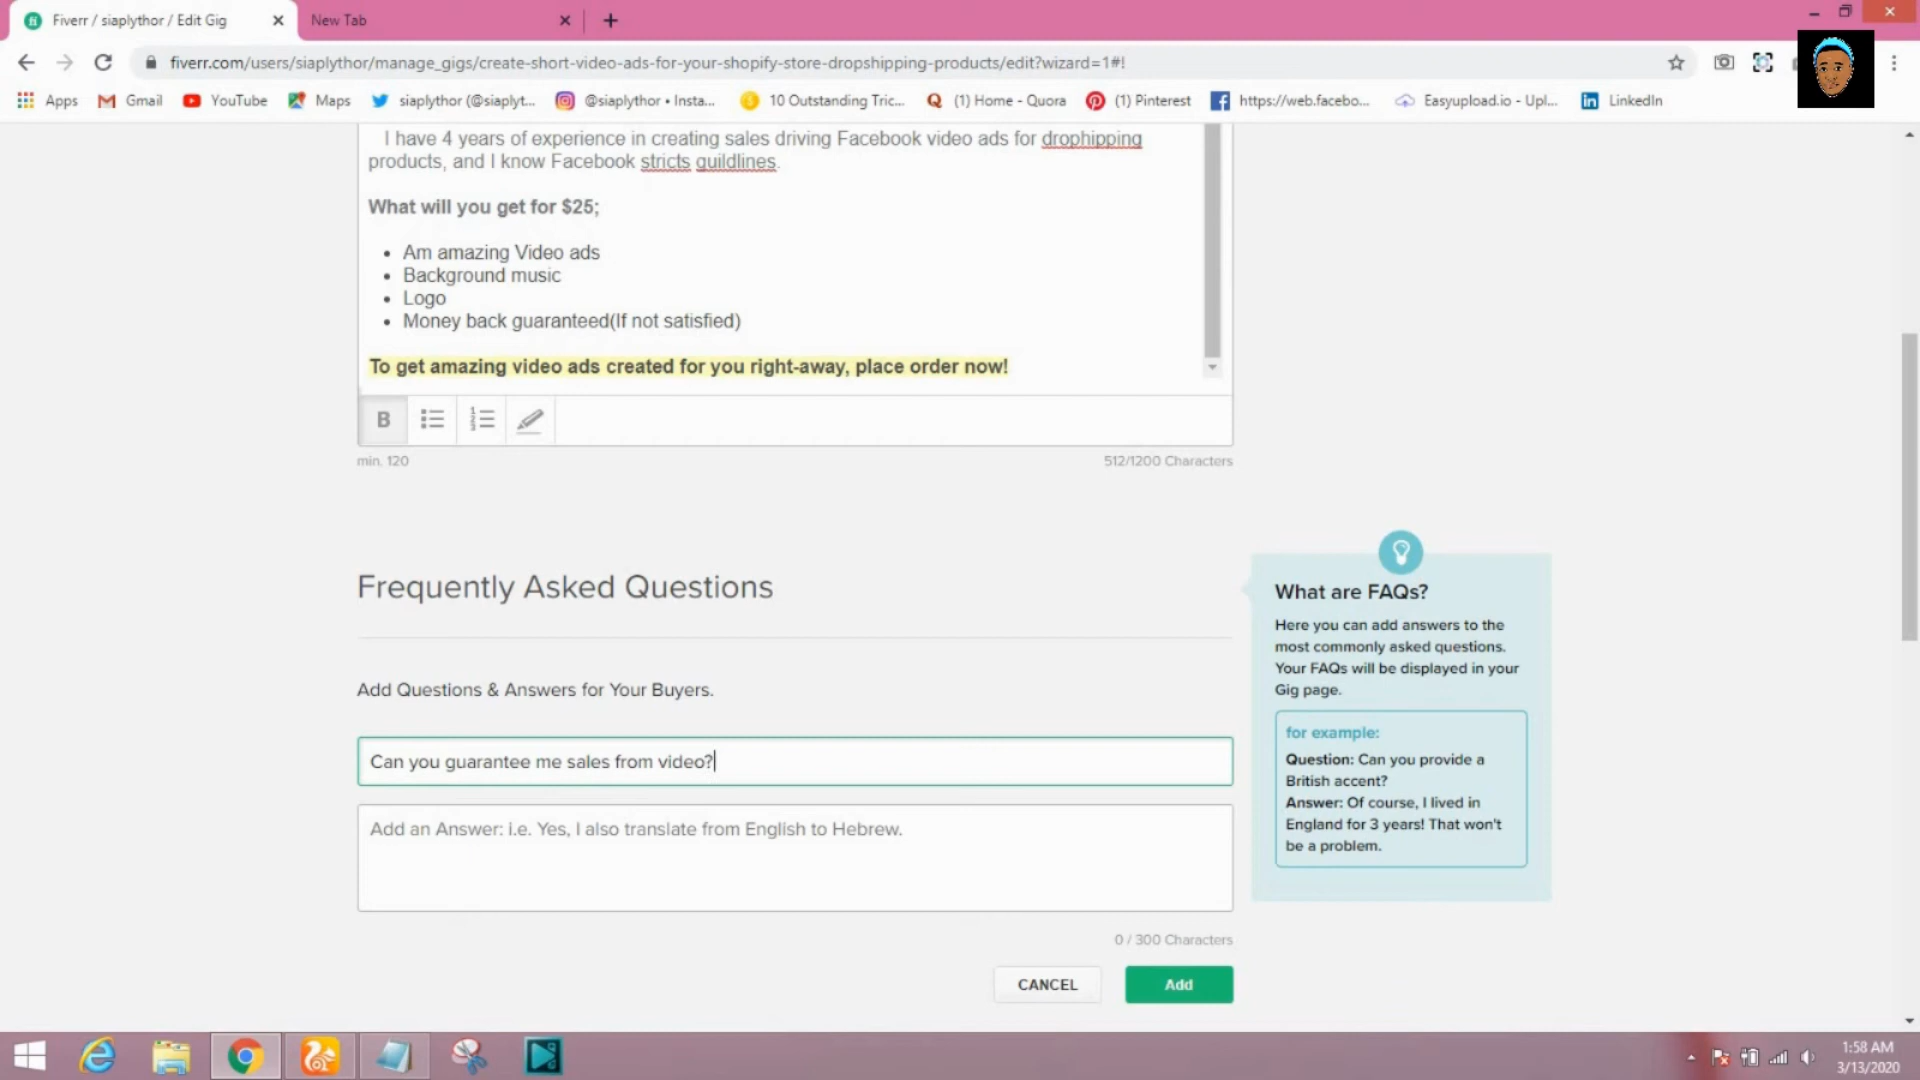 Fiverr / siaplythor / Edit Gig
New Tab
fiverr.com/users/siaplythor/manage_gigs/create-short-video-ads-for-your-shopify-store-dropshipping-products/edit?wizard=1#!
Apps
Gmail
YouTube
Maps
siaplythor (@siaplyt...
@siaplythor • Insta...
10 Outstanding Tric...
(1) Home - Quora
(1) Pinterest
https://web.facebo...
Easyupload.io - Upl...
LinkedIn
I have 4 years of experience in creating sales driving Facebook video ads for drophipping
products, and I know Facebook stricts guildlines.
What will you get for $25;
• Am amazing Video ads
• Background music
• Logo
• Money back guaranteed(If not satisfied)
To get amazing video ads created for you right-away, place order now!
B
min. 120
512/1200 Characters
Frequently Asked Questions
Add Questions & Answers for Your Buyers.
Can you guarantee me sales from video?
Add an Answer: i.e. Yes, I also translate from English to Hebrew.
0 / 300 Characters
CANCEL
Add
What are FAQs?
Here you can add answers to the
most commonly asked questions.
Your FAQs will be displayed in your
Gig page.
for example:
Question: Can you provide a
British accent?
Answer: Of course, I lived in
England for 3 years! That won't
be a problem.
1:58 AM
3/13/2020